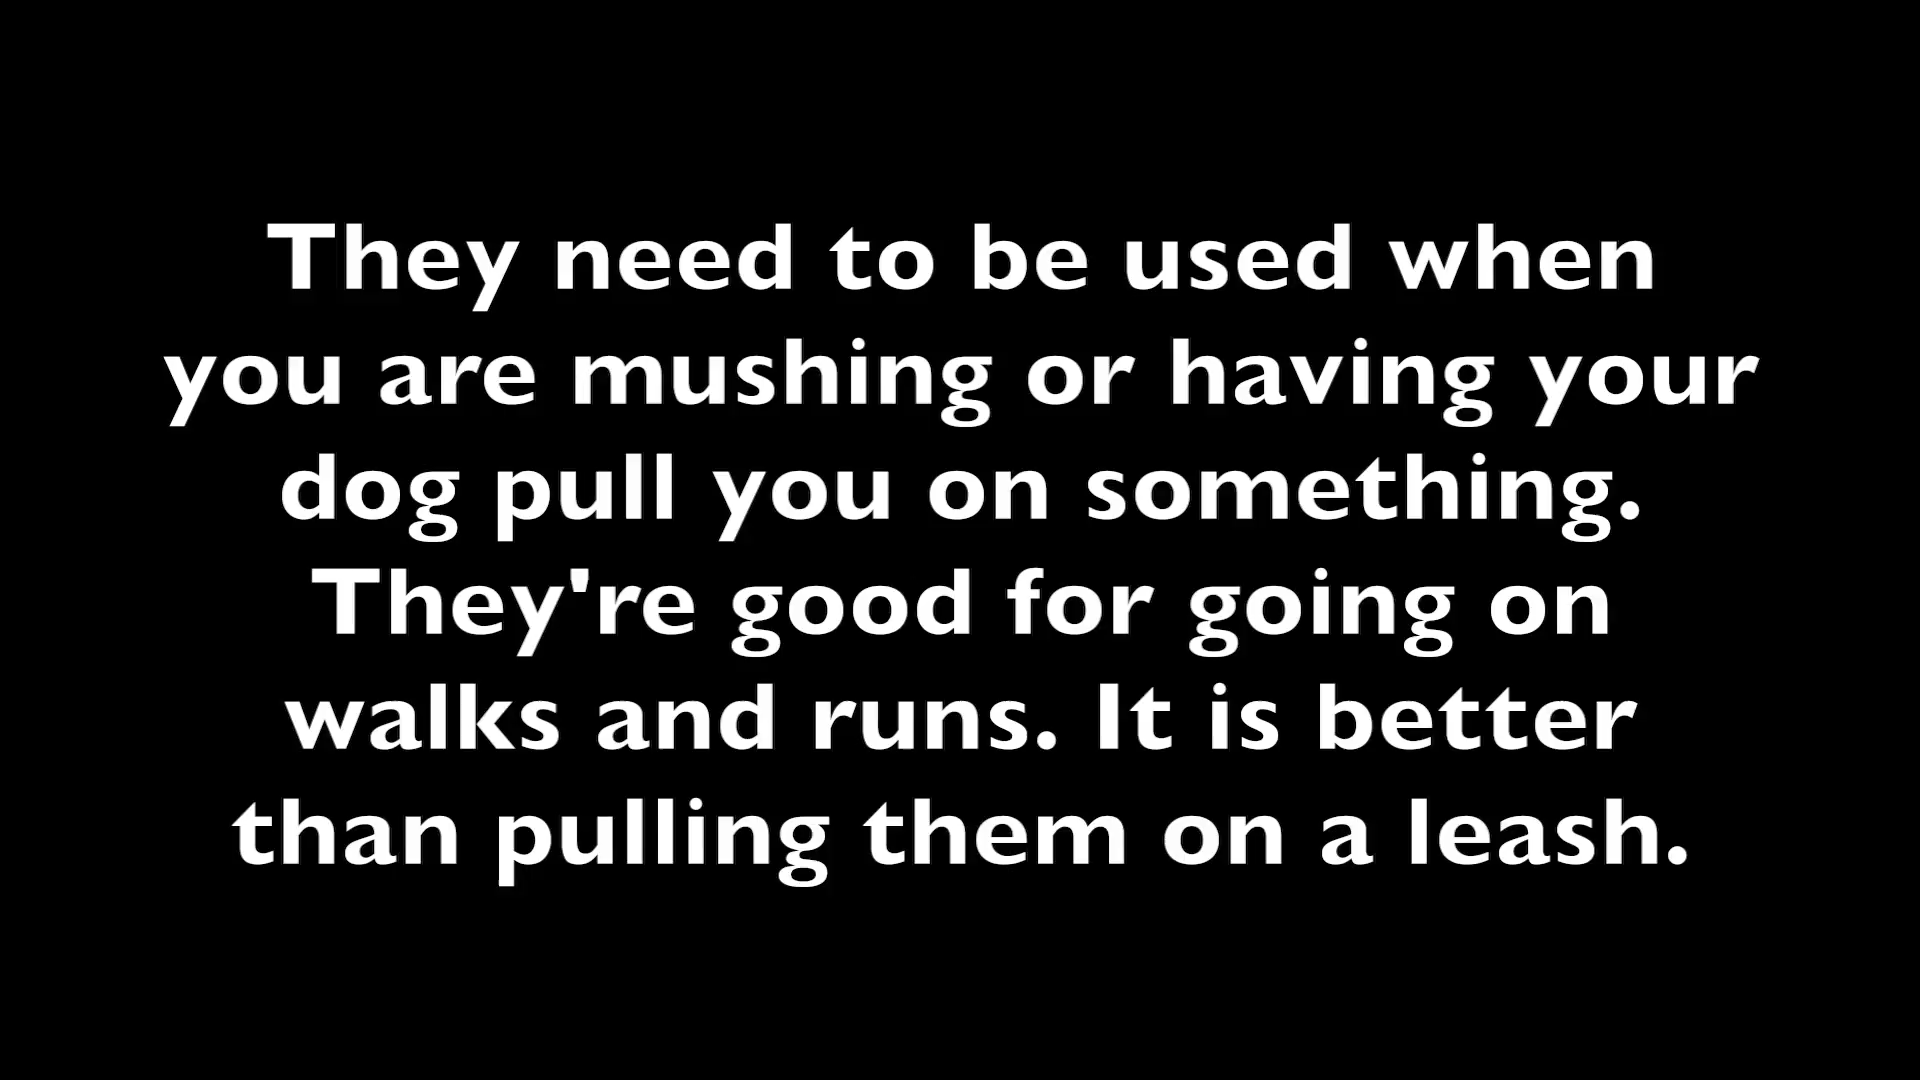 They need to be used when
you are mushing or having your
dog pull you on something.
They're good for going on
walks and runs. It is better
than pulling them on a leash.